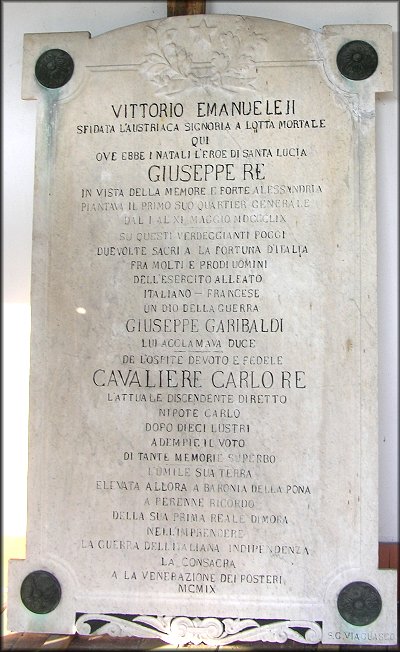 VITTORIO EMANUELE II
SFIDATA L'AUSTRIACA SIGNORIA A LOTTA MORTALE
QUI
OVE EBBE I NATALI L'EROE DI SANTA LUCIA
GIUSEPPE RE
IN VISTA DELLA MEMORE E FORTE ALESSANDRIA
PIANTAVA IL PRIMO SUO QUARTIER GENERALE
DAL I AL XI MAGGIO MDCCCLIX
SU QUESTI VERDEGGIANTI POGGI
DUEVOLTE SACRI A LA FORTUNA D'ITALIA
FRA MOLTI E PRODI UOMINI
DELL'ESERCITO ALLEATO
ITALIANO - FRANCESE
UN DIO DELLA GUERRA
GIUSEPPE GARIBALDI
LUI ACCLAMAVA DUCE
DE L'OSPITE DEVOTO E FEDELE
CAVALIERE CARLO RE
L'ATTUALE DISCENDENTE DIRETTO
NIPOTE CARLO
DOPO DIECI LUSTRI
ADEMPIE IL VOTO
DI TANTE MEMORIE SUPERBO
L'UMILE SUA TERRA
ELEVATA ALLORA A BARONIA DELLA PONA
A PERENNE RICORDO
DELLA SUA PRIMA REALE DIMORA
NELL'IMPRENDERE
LA GUERRA DELL'ITALIANA INDIPENDENZA
LA CONSACRA
A LA VENERAZIONE DEI POSTERI
MCMIX
F. G. VIA GUASCO